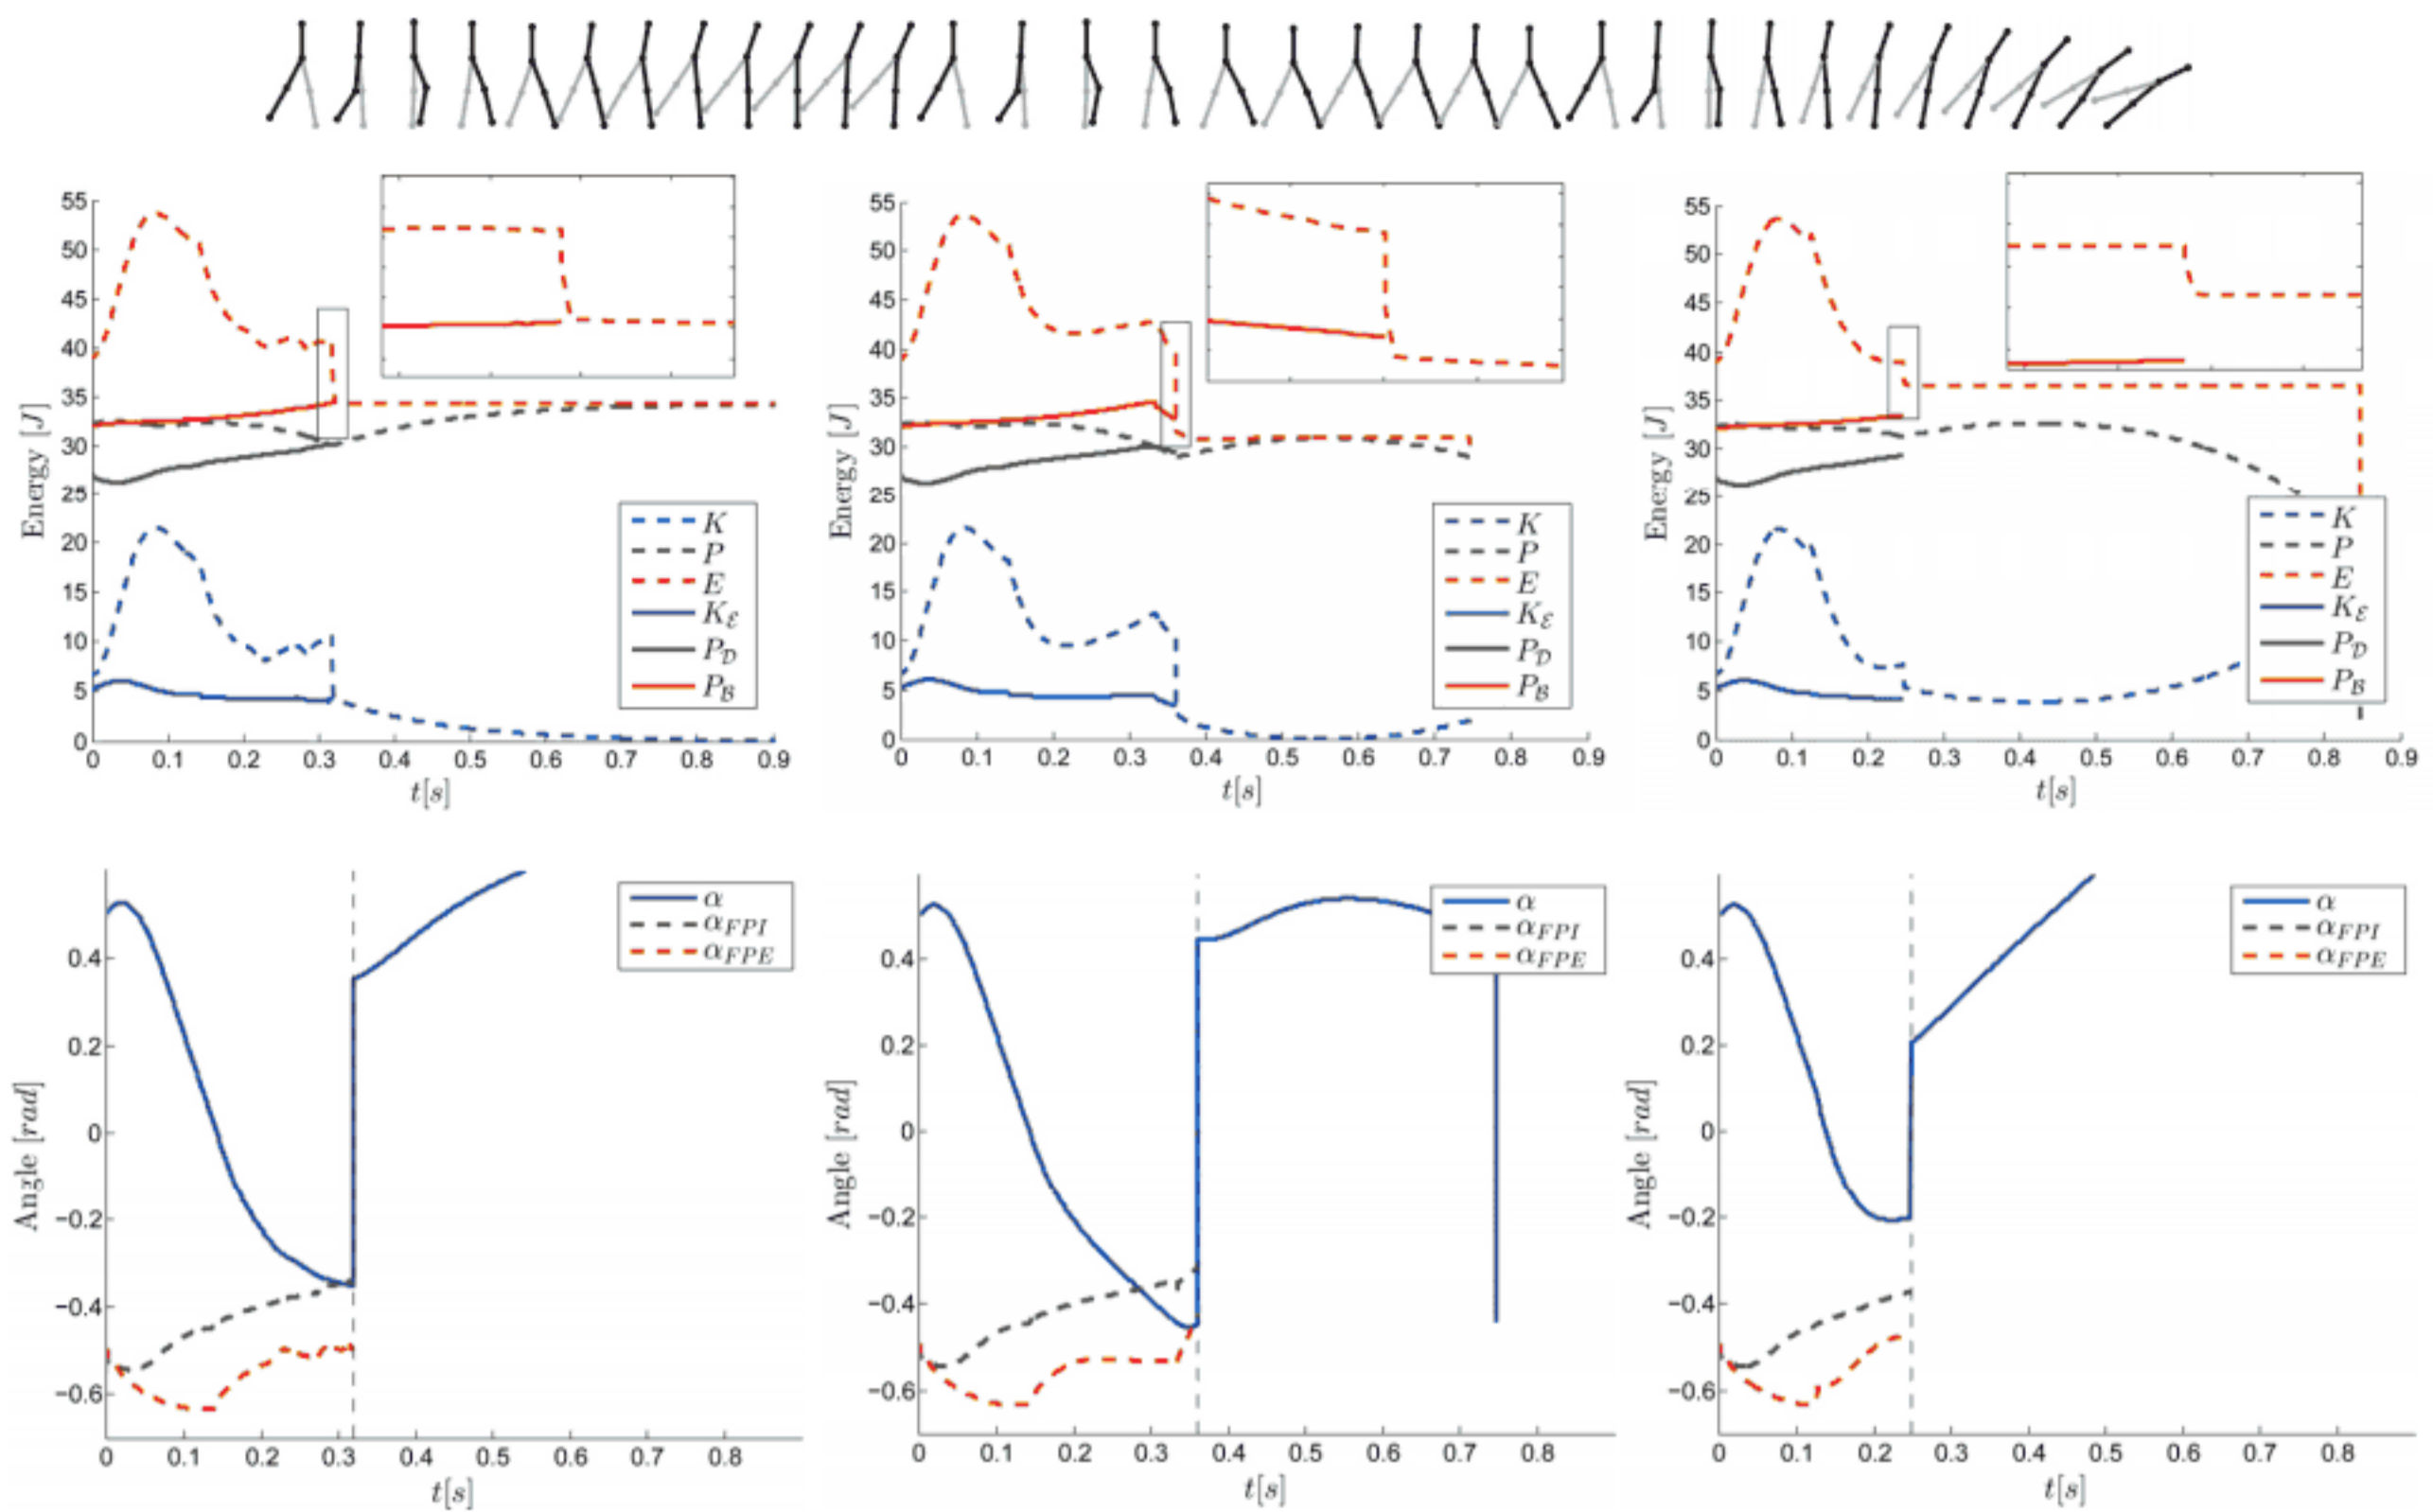 55
50
45
40
35
30
25
20
15
10
5
0
Energy [J]
0 0.1 0.2 0.3 0.4 0.5 0.6 0.7 0.8 0.9
t[s]
K
P
E
K_ℰ
P_𝒟
P_ℬ
55
50
45
40
35
30
25
20
15
10
5
0
Energy [J]
0 0.1 0.2 0.3 0.4 0.5 0.6 0.7 0.8 0.9
t[s]
K
P
E
K_ℰ
P_𝒟
P_ℬ
55
50
45
40
35
30
25
20
15
10
5
0
Energy [J]
0 0.1 0.2 0.3 0.4 0.5 0.6 0.7 0.8 0.9
t[s]
K
P
E
K_ℰ
P_𝒟
P_ℬ
0.4
0.2
0
−0.2
−0.4
−0.6
Angle [rad]
0 0.1 0.2 0.3 0.4 0.5 0.6 0.7 0.8
t[s]
α
α_FPI
α_FPE
0.4
0.2
0
−0.2
−0.4
−0.6
Angle [rad]
0 0.1 0.2 0.3 0.4 0.5 0.6 0.7 0.8
t[s]
α
α_FPI
α_FPE
0.4
0.2
0
−0.2
−0.4
−0.6
Angle [rad]
0 0.1 0.2 0.3 0.4 0.5 0.6 0.7 0.8
t[s]
α
α_FPI
α_FPE